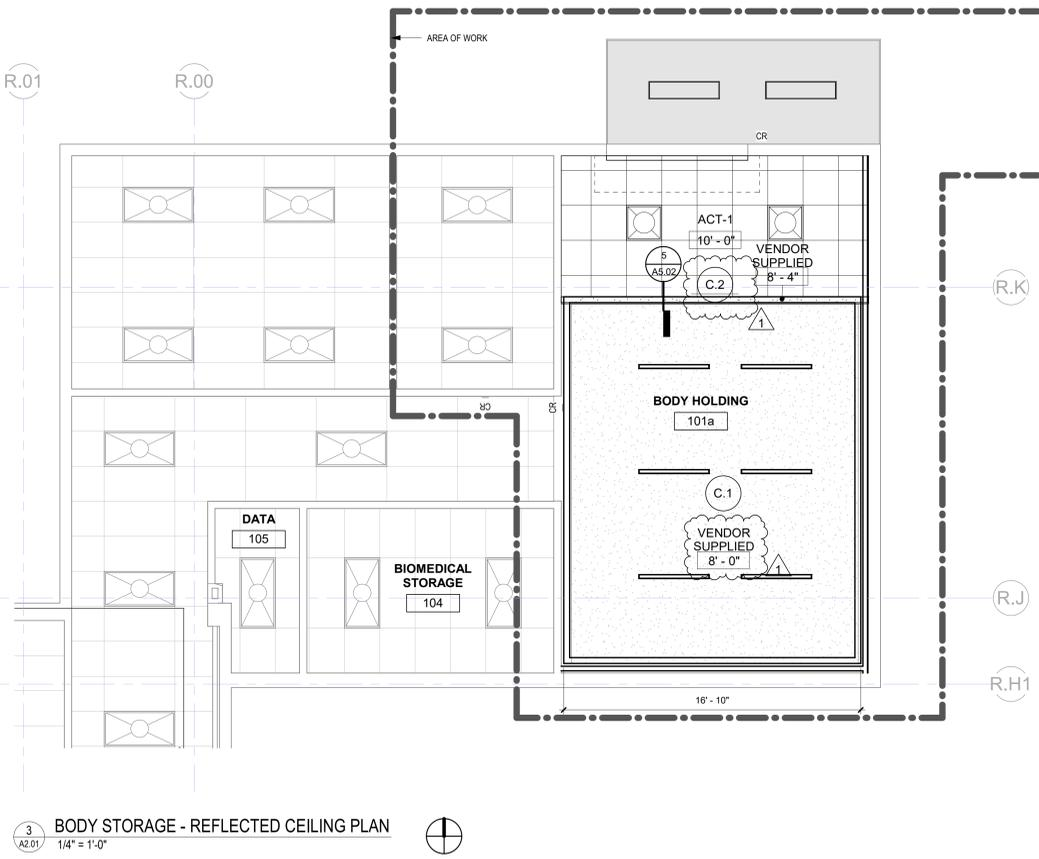 AREA OF WORK
R.01
R.00
CR
ACT-1
10' - 0"
VENDOR
SUPPLIED
8' - 4"
5
A5.02
C.2
R.K
1
BODY HOLDING
101a
CR
CR
C.1
DATA
105
VENDOR
SUPPLIED
8' - 0"
1
BIOMEDICAL
STORAGE
104
R.J
R.H1
16' - 10"
3
A2.01
BODY STORAGE - REFLECTED CEILING PLAN
1/4" = 1'-0"